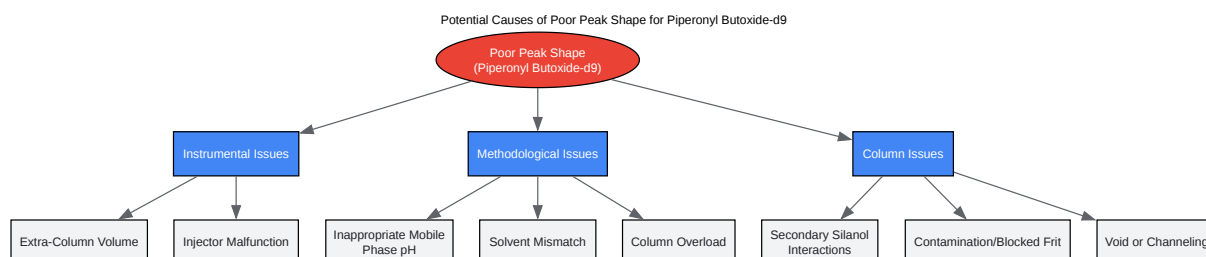 Potential Causes of Poor Peak Shape for Piperonyl Butoxide-d9
Poor Peak Shape
(Piperonyl Butoxide-d9)
Instrumental Issues
Methodological Issues
Column Issues
Extra-Column Volume
Injector Malfunction
Inappropriate Mobile
Phase pH
Solvent Mismatch
Column Overload
Secondary Silanol
Interactions
Contamination/Blocked Frit
Void or Channeling